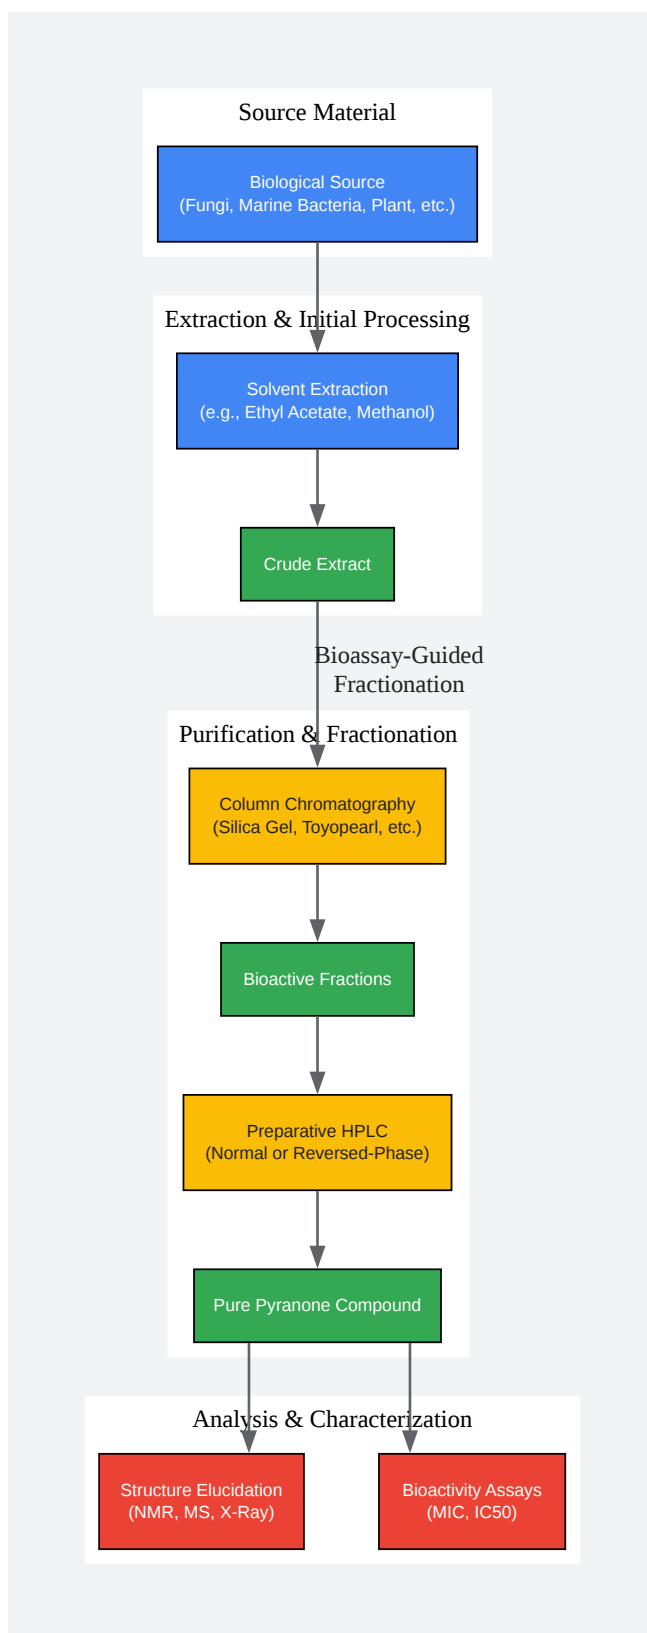 Source Material
Biological Source
(Fungi, Marine Bacteria, Plant, etc.)
Extraction & Initial Processing
Solvent Extraction
(e.g., Ethyl Acetate, Methanol)
Crude Extract
Bioassay-Guided
Fractionation
Purification & Fractionation
Column Chromatography
(Silica Gel, Toyopearl, etc.)
Bioactive Fractions
Preparative HPLC
(Normal or Reversed-Phase)
Pure Pyranone Compound
Analysis & Characterization
Structure Elucidation
(NMR, MS, X-Ray)
Bioactivity Assays
(MIC, IC50)